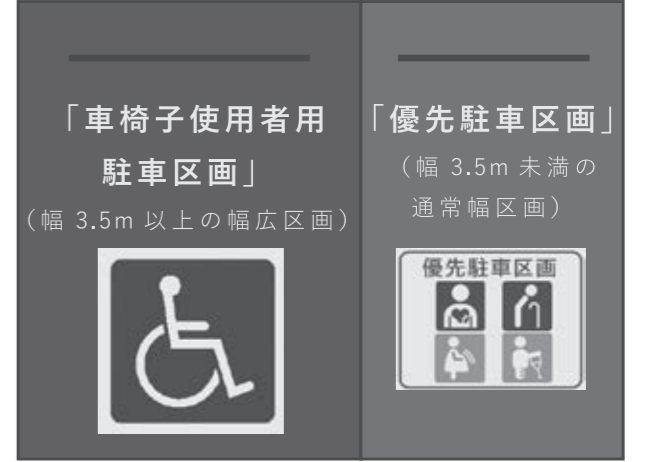 「車椅子使用者用
駐車区画」
(幅 3.5m 以上の幅広区画)
「優先駐車区画」
(幅 3.5m 未満の
通常幅区画)
優先駐車区画